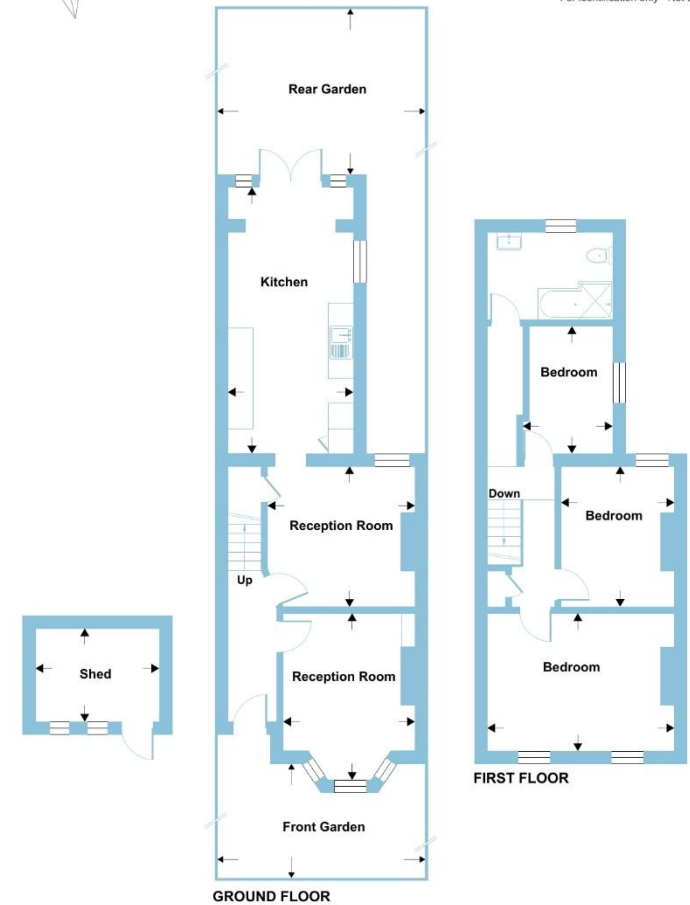 Rear Garden
Kitchen
Bedroom
Down
Bedroom
Reception Room
Up
Shed
Reception Room
Bedroom
FIRST FLOOR
Front Garden
GROUND FLOOR